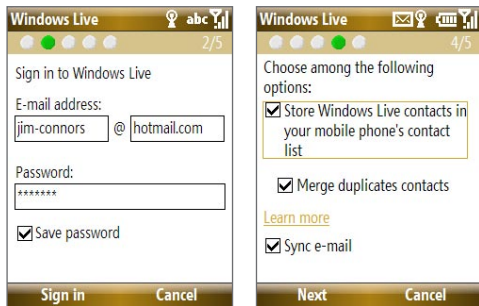 Windows Live abc
2/5
Sign in to Windows Live
E-mail address:
jim-connors @ hotmail.com
Password:
*******
Save password
Sign in Cancel
Windows Live
4/5
Choose among the following
options:
Store Windows Live contacts in
your mobile phone's contact
list
Merge duplicates contacts
Learn more
Sync e-mail
Next Cancel